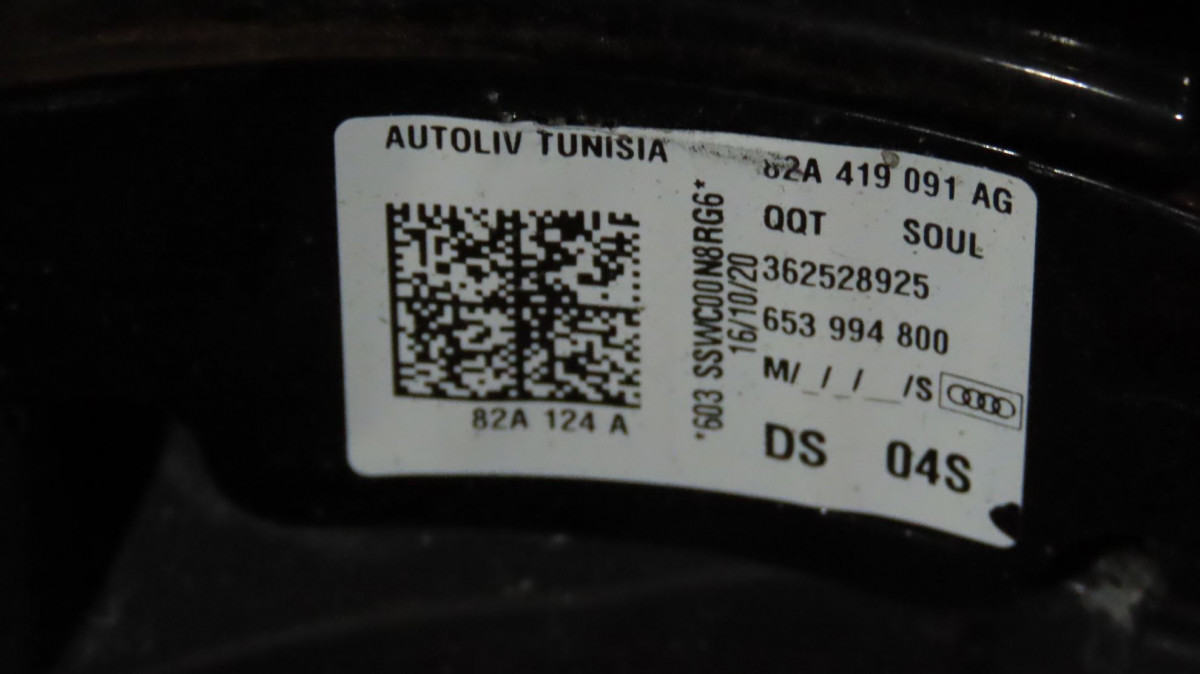 AUTOLIV TUNISIA
82A 124 A
*603 SSWC00N8RG6*
16/10/20
82A 419 091 AG
QQT SOUL
362528925
653 994 800
M/_/_/__/S
DS 04S